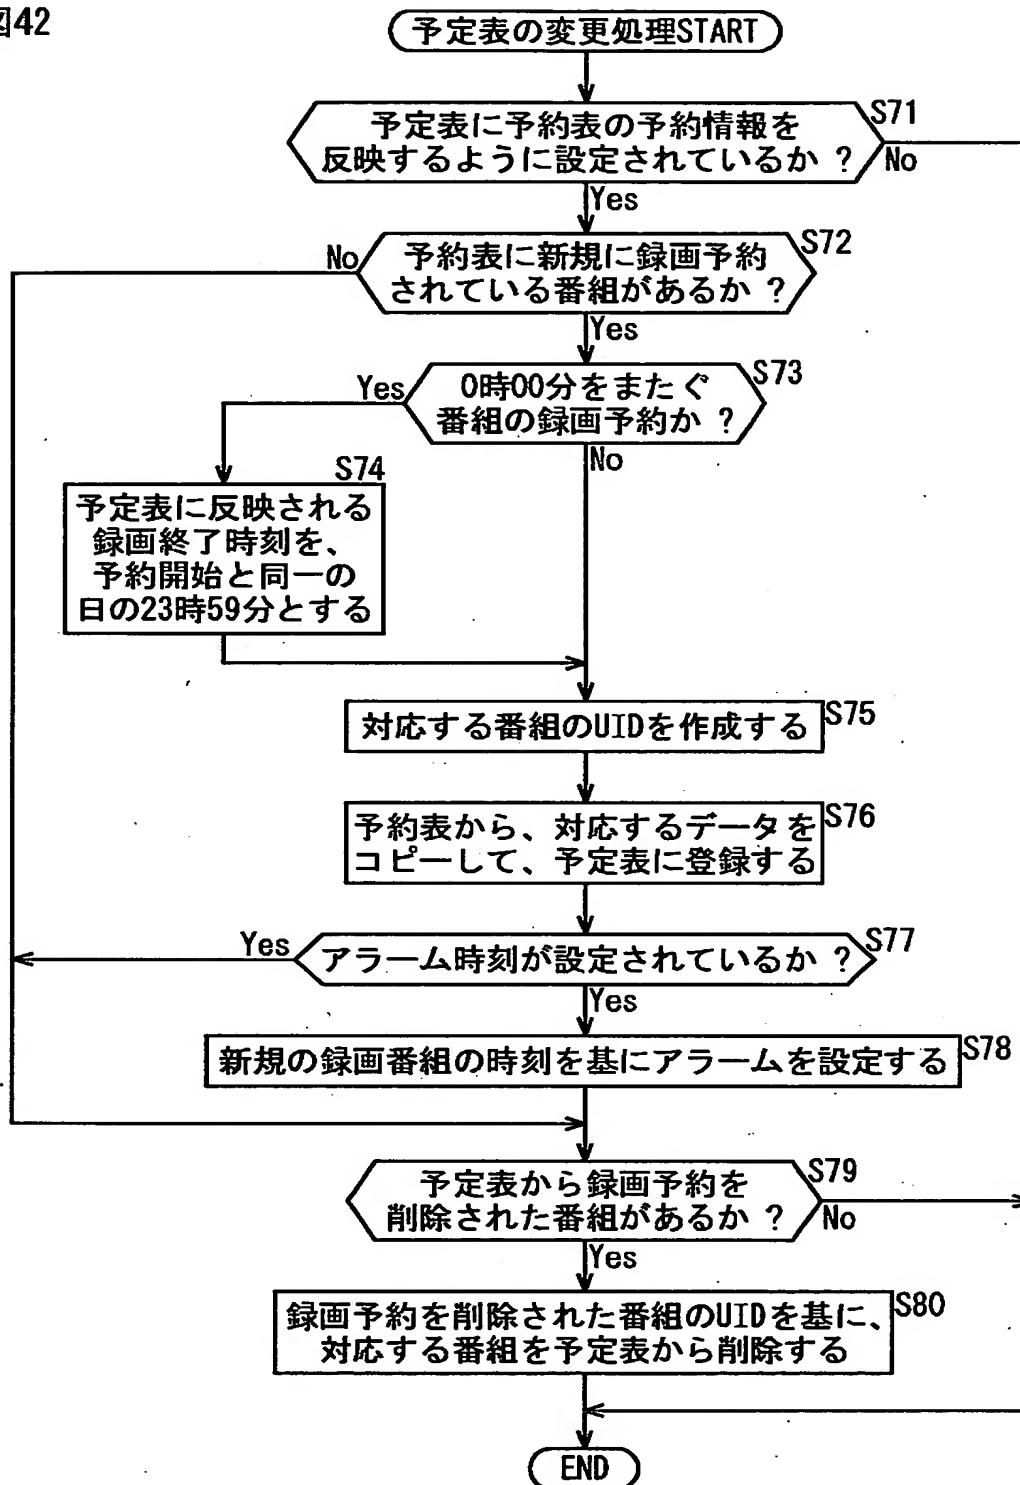 図42
予定表の変更処理START
予定表に予約表の予約情報を
反映するように設定されているか ?
S71
No
Yes
予約表に新規に録画予約
されている番組があるか ?
S72
No
Yes
0時00分をまたぐ
番組の録画予約か ?
S73
Yes
No
S74
予定表に反映される
録画終了時刻を、
予約開始と同一の
日の23時59分とする
対応する番組のUIDを作成する
S75
予約表から、対応するデータを
コピーして、予定表に登録する
S76
アラーム時刻が設定されているか ?
S77
Yes
Yes
新規の録画番組の時刻を基にアラームを設定する
S78
予定表から録画予約を
削除された番組があるか ?
S79
No
Yes
録画予約を削除された番組のUIDを基に、
対応する番組を予定表から削除する
S80
END